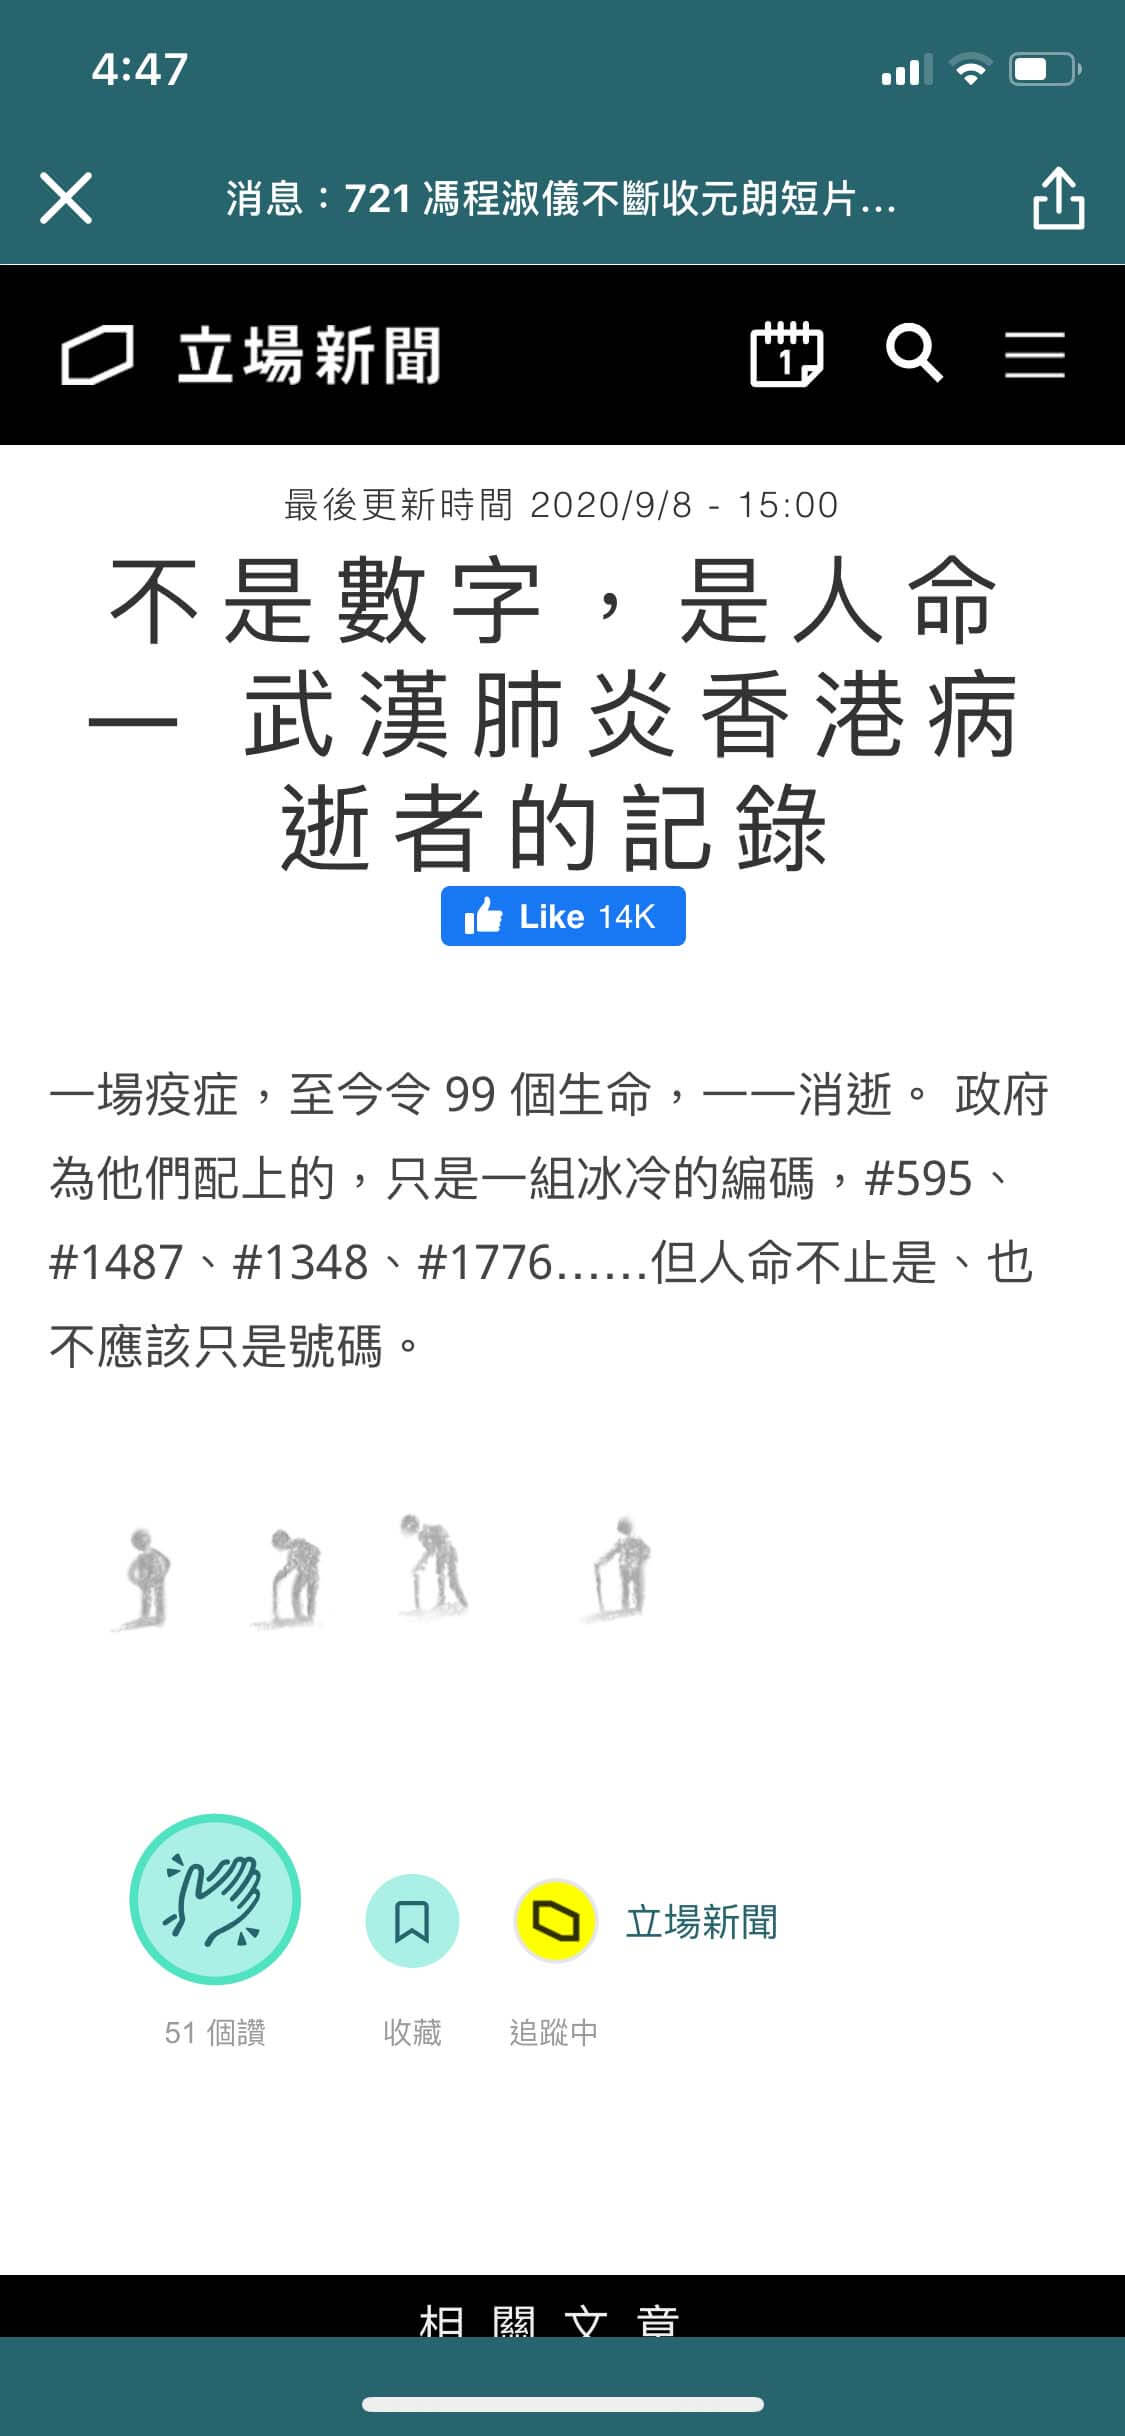 4:47
消息：721 馮程淑儀不斷收元朗短片...
立場新聞
1
最後更新時間 2020/9/8 - 15:00
不是數字，是人命
— 武漢肺炎香港病
逝者的記錄
Like 14K
一場疫症，至今令 99 個生命，一一消逝。 政府
為他們配上的，只是一組冰冷的編碼，#595、
#1487、#1348、#1776……但人命不止是、也
不應該只是號碼。
立場新聞
51 個讚
收藏
追蹤中
相關文章